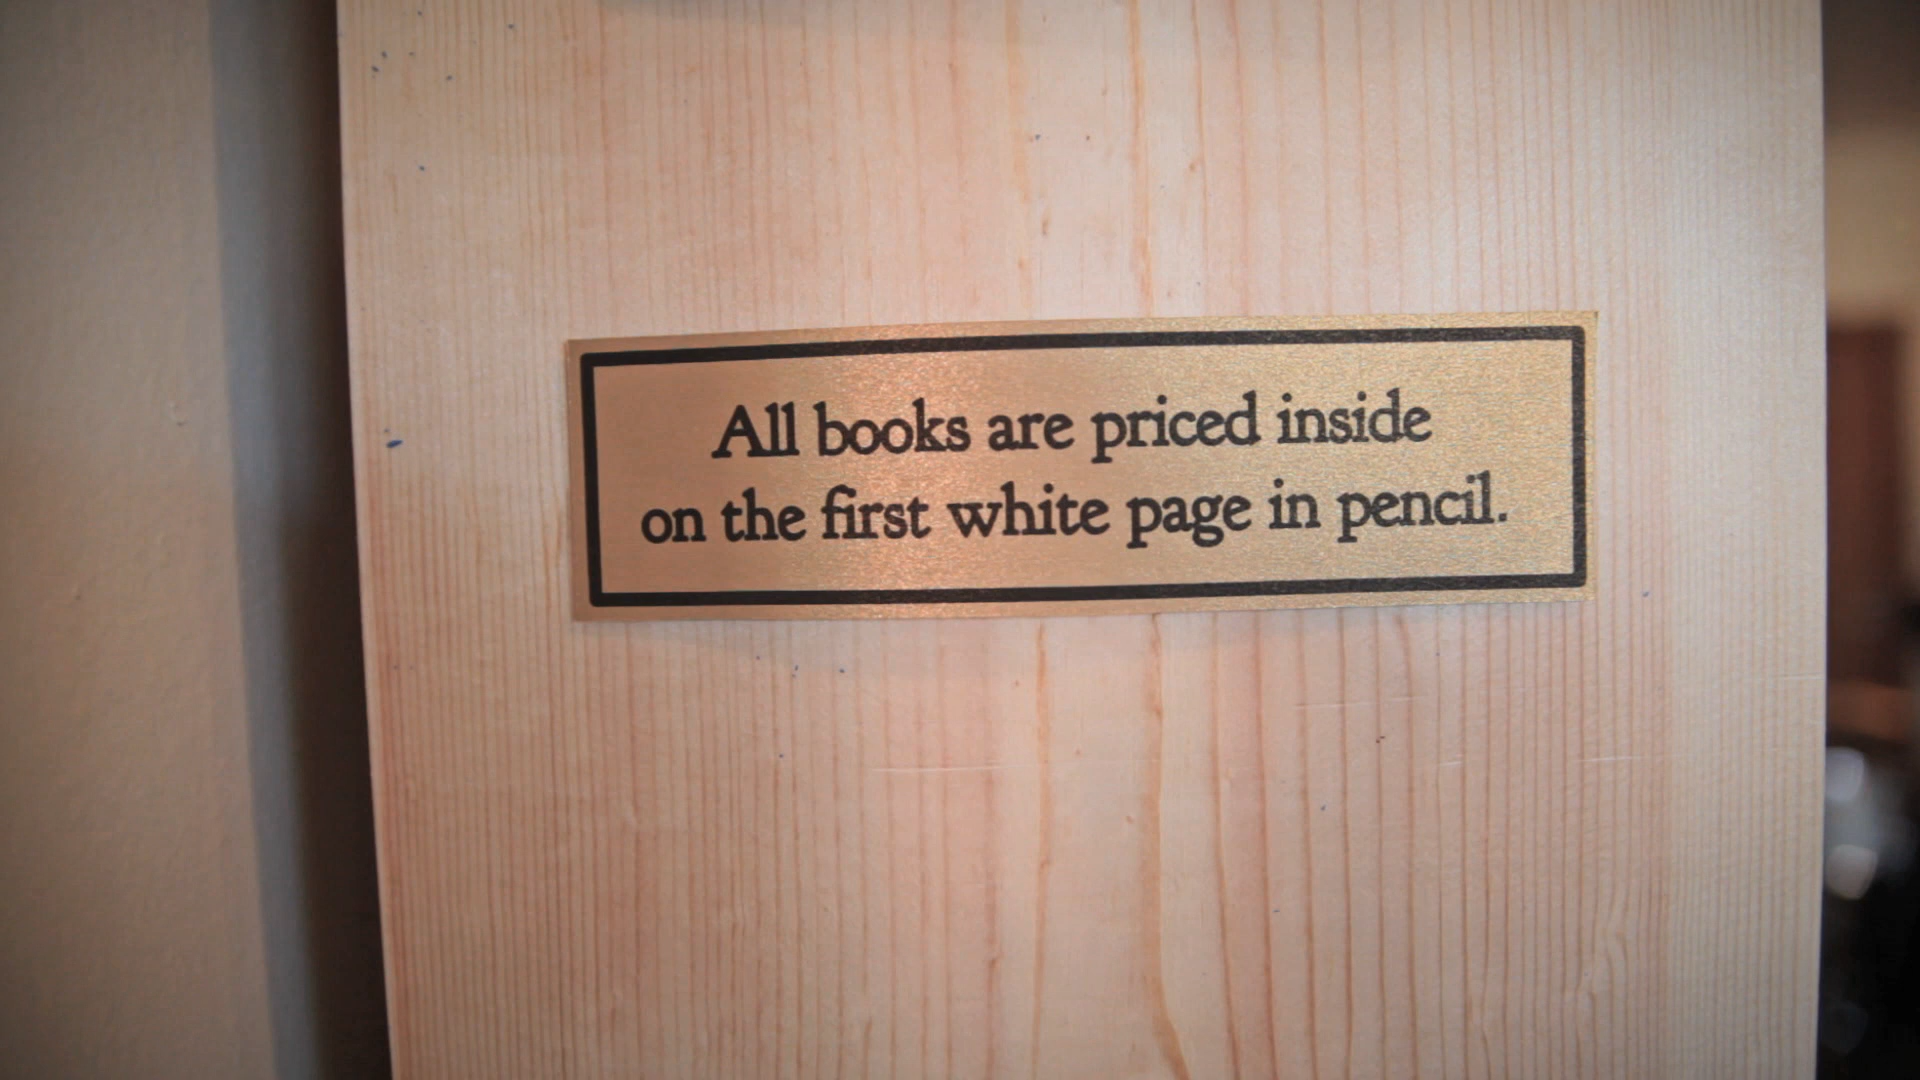 All books are priced inside
on the first white page in pencil.